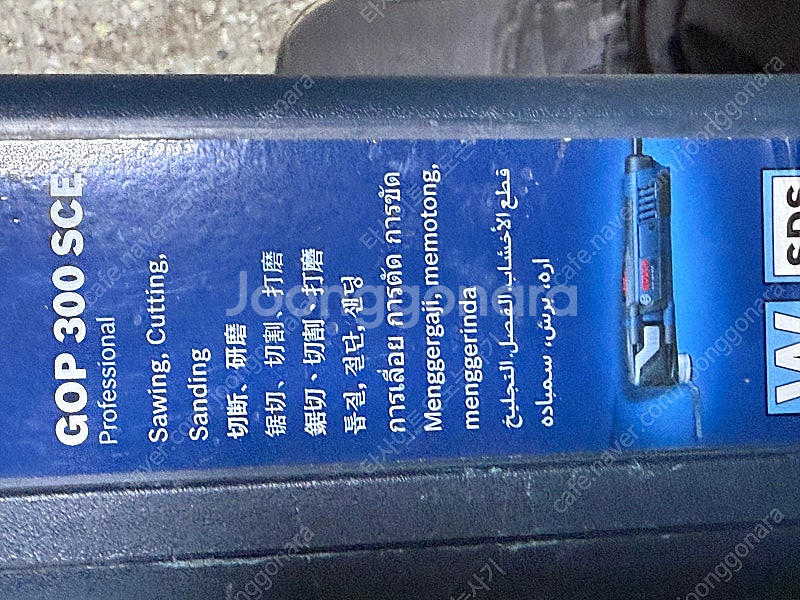 GOP 300 SCE
Professional
Sawing, Cutting,
Sanding
切断、研磨
锯切、切割、打磨
鋸切、切割、打磨
톱질, 절단, 샌딩
การเลื่อย การตัด การขัด
Menggergaji, memotong,
menggerinda
قطع الأخشاب، الفصل، التجليخ
اره، برش، سمباده
BOSCH
SDS
W
Joonggonara